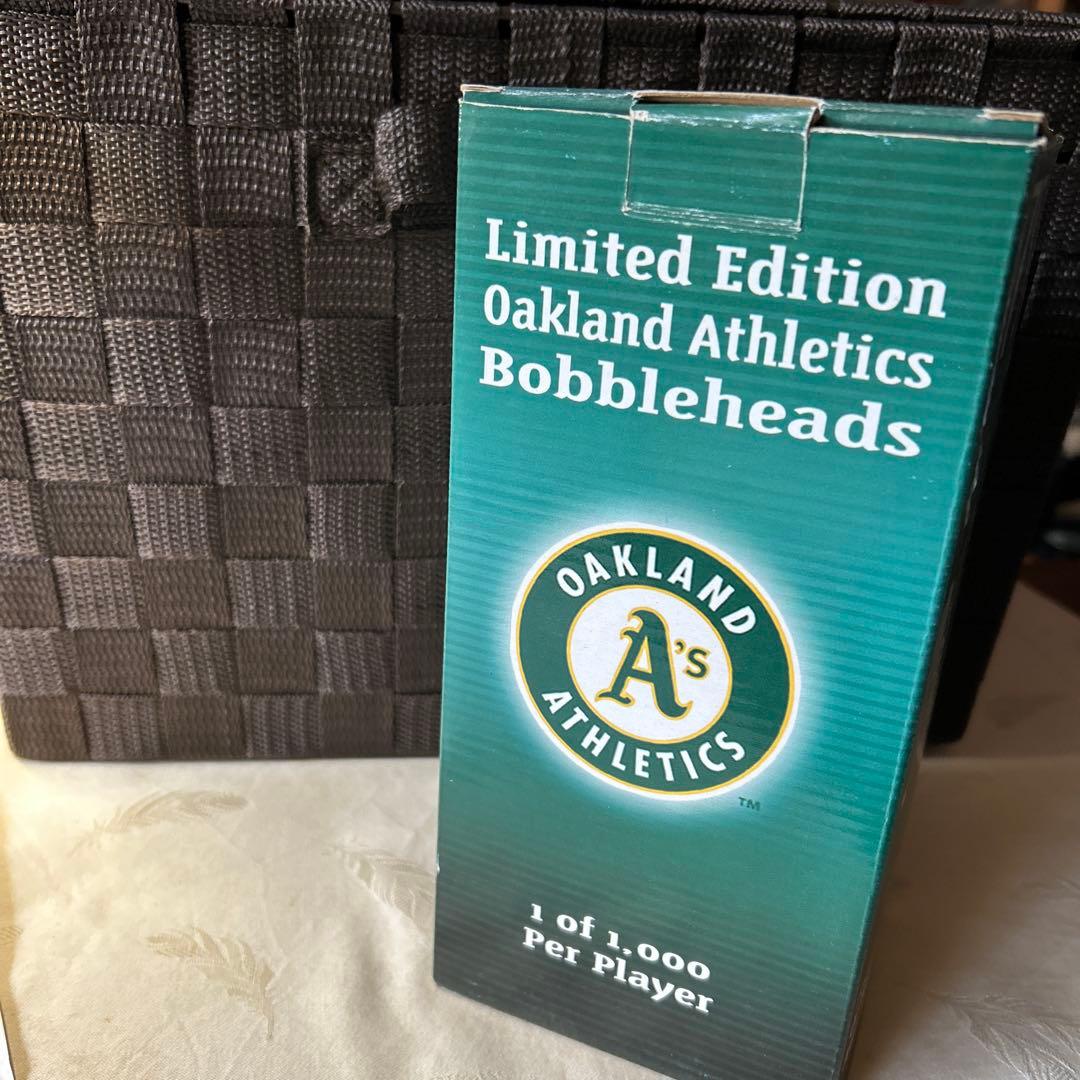 Limited Edition
Oakland Athletics
Bobbleheads
OAKLAND
A's
ATHLETICS
TM
1 of 1,000
Per Player